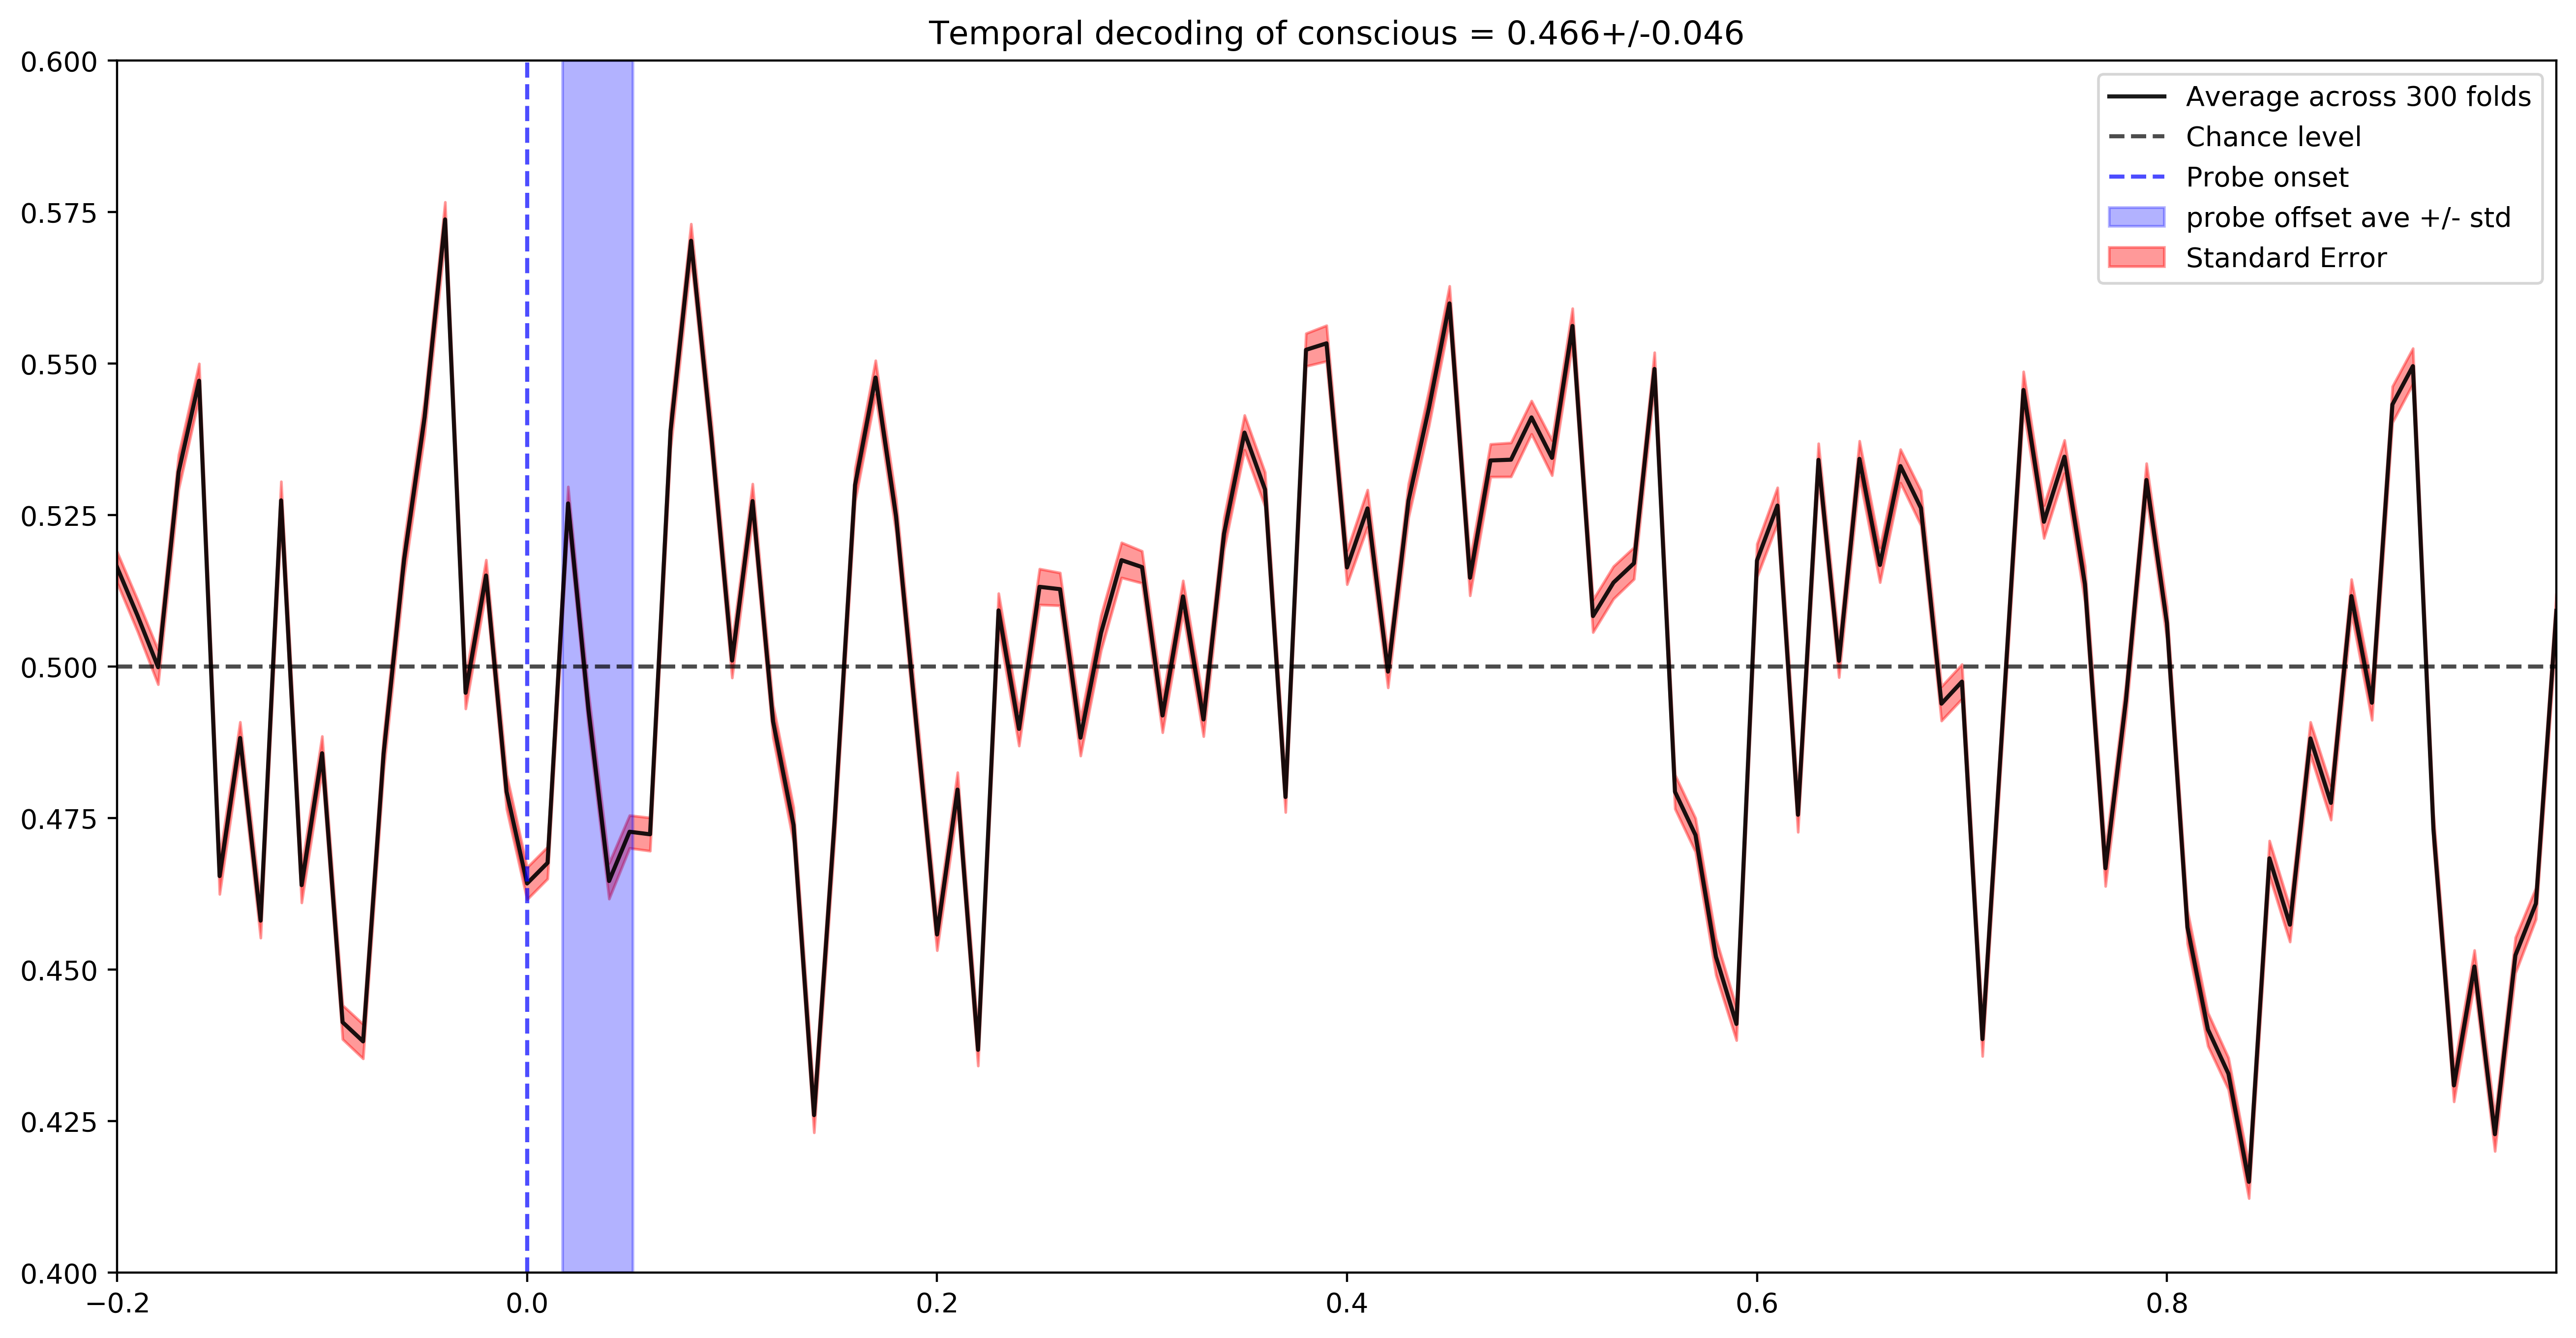 Temporal decoding of conscious = 0.466+/-0.046
0.600
0.575
0.550
0.525
0.500
0.475
0.450
0.425
0.400
Average across 300 folds
Chance level
Probe onset
probe offset ave +/- std
Standard Error
−0.2
0.0
0.2
0.4
0.6
0.8